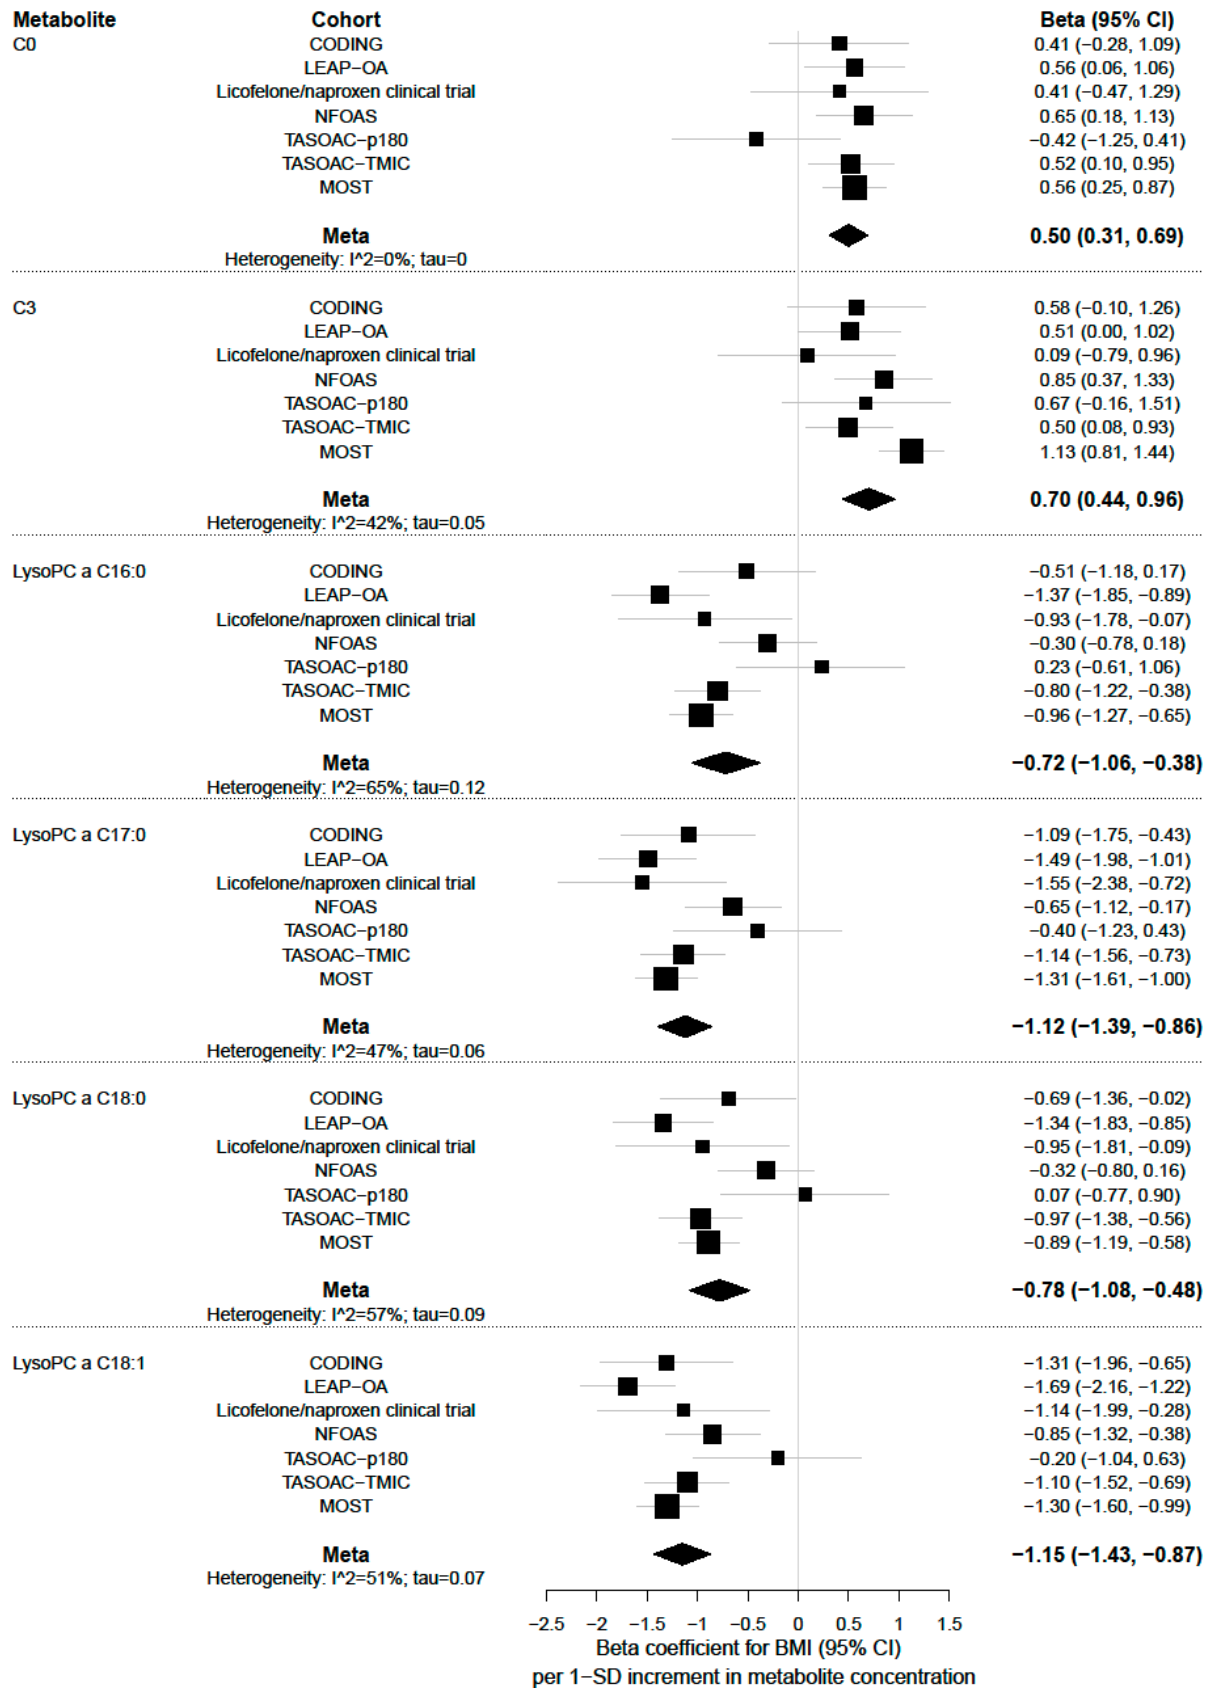 Metabolite Cohort Beta (95% CI)
C0 CODING 0.41 (−0.28, 1.09)
LEAP−OA 0.56 (0.06, 1.06)
Licofelone/naproxen clinical trial 0.41 (−0.47, 1.29)
NFOAS 0.65 (0.18, 1.13)
TASOAC−p180 −0.42 (−1.25, 0.41)
TASOAC−TMIC 0.52 (0.10, 0.95)
MOST 0.56 (0.25, 0.87)
Meta 0.50 (0.31, 0.69)
Heterogeneity: I^2=0%; tau=0
C3 CODING 0.58 (−0.10, 1.26)
LEAP−OA 0.51 (0.00, 1.02)
Licofelone/naproxen clinical trial 0.09 (−0.79, 0.96)
NFOAS 0.85 (0.37, 1.33)
TASOAC−p180 0.67 (−0.16, 1.51)
TASOAC−TMIC 0.50 (0.08, 0.93)
MOST 1.13 (0.81, 1.44)
Meta 0.70 (0.44, 0.96)
Heterogeneity: I^2=42%; tau=0.05
LysoPC a C16:0 CODING −0.51 (−1.18, 0.17)
LEAP−OA −1.37 (−1.85, −0.89)
Licofelone/naproxen clinical trial −0.93 (−1.78, −0.07)
NFOAS −0.30 (−0.78, 0.18)
TASOAC−p180 0.23 (−0.61, 1.06)
TASOAC−TMIC −0.80 (−1.22, −0.38)
MOST −0.96 (−1.27, −0.65)
Meta −0.72 (−1.06, −0.38)
Heterogeneity: I^2=65%; tau=0.12
LysoPC a C17:0 CODING −1.09 (−1.75, −0.43)
LEAP−OA −1.49 (−1.98, −1.01)
Licofelone/naproxen clinical trial −1.55 (−2.38, −0.72)
NFOAS −0.65 (−1.12, −0.17)
TASOAC−p180 −0.40 (−1.23, 0.43)
TASOAC−TMIC −1.14 (−1.56, −0.73)
MOST −1.31 (−1.61, −1.00)
Meta −1.12 (−1.39, −0.86)
Heterogeneity: I^2=47%; tau=0.06
LysoPC a C18:0 CODING −0.69 (−1.36, −0.02)
LEAP−OA −1.34 (−1.83, −0.85)
Licofelone/naproxen clinical trial −0.95 (−1.81, −0.09)
NFOAS −0.32 (−0.80, 0.16)
TASOAC−p180 0.07 (−0.77, 0.90)
TASOAC−TMIC −0.97 (−1.38, −0.56)
MOST −0.89 (−1.19, −0.58)
Meta −0.78 (−1.08, −0.48)
Heterogeneity: I^2=57%; tau=0.09
LysoPC a C18:1 CODING −1.31 (−1.96, −0.65)
LEAP−OA −1.69 (−2.16, −1.22)
Licofelone/naproxen clinical trial −1.14 (−1.99, −0.28)
NFOAS −0.85 (−1.32, −0.38)
TASOAC−p180 −0.20 (−1.04, 0.63)
TASOAC−TMIC −1.10 (−1.52, −0.69)
MOST −1.30 (−1.60, −0.99)
Meta −1.15 (−1.43, −0.87)
Heterogeneity: I^2=51%; tau=0.07
−2.5 −2 −1.5 −1 −0.5 0 0.5 1 1.5
Beta coefficient for BMI (95% CI)
per 1−SD increment in metabolite concentration